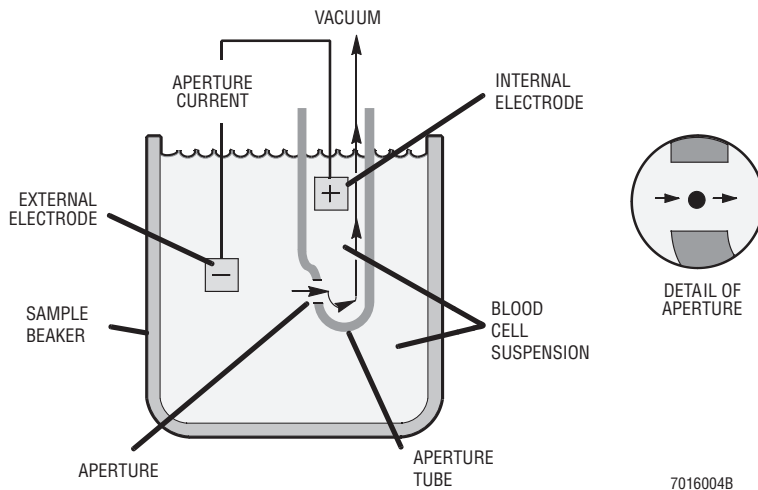 VACUUM
APERTURE
CURRENT
INTERNAL
ELECTRODE
+
EXTERNAL
ELECTRODE
−
SAMPLE
BEAKER
BLOOD
CELL
SUSPENSION
DETAIL OF
APERTURE
APERTURE
APERTURE
TUBE
7016004B